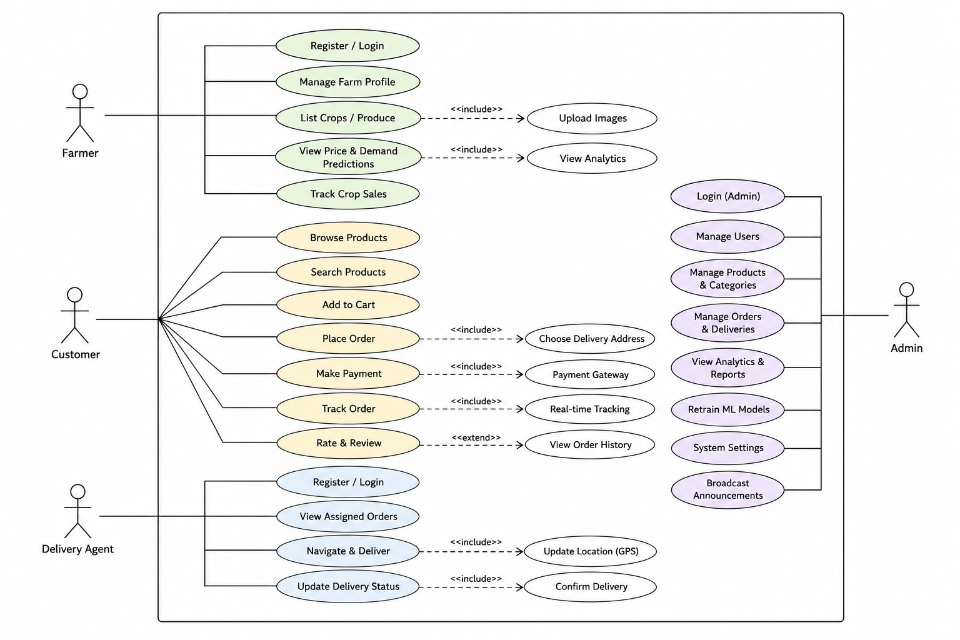 Register / Login
Manage Farm Profile
List Crops / Produce
<<include>>
Upload Images
View Price & Demand
Predictions
<<include>>
View Analytics
Track Crop Sales
Farmer
Browse Products
Search Products
Add to Cart
Place Order
<<include>>
Choose Delivery Address
Make Payment
<<include>>
Payment Gateway
Track Order
<<include>>
Real-time Tracking
Rate & Review
<<extend>>
View Order History
Customer
Register / Login
View Assigned Orders
Navigate & Deliver
<<include>>
Update Location (GPS)
Update Delivery Status
<<include>>
Confirm Delivery
Delivery Agent
Login (Admin)
Manage Users
Manage Products
& Categories
Manage Orders
& Deliveries
View Analytics &
Reports
Retrain ML Models
System Settings
Broadcast
Announcements
Admin